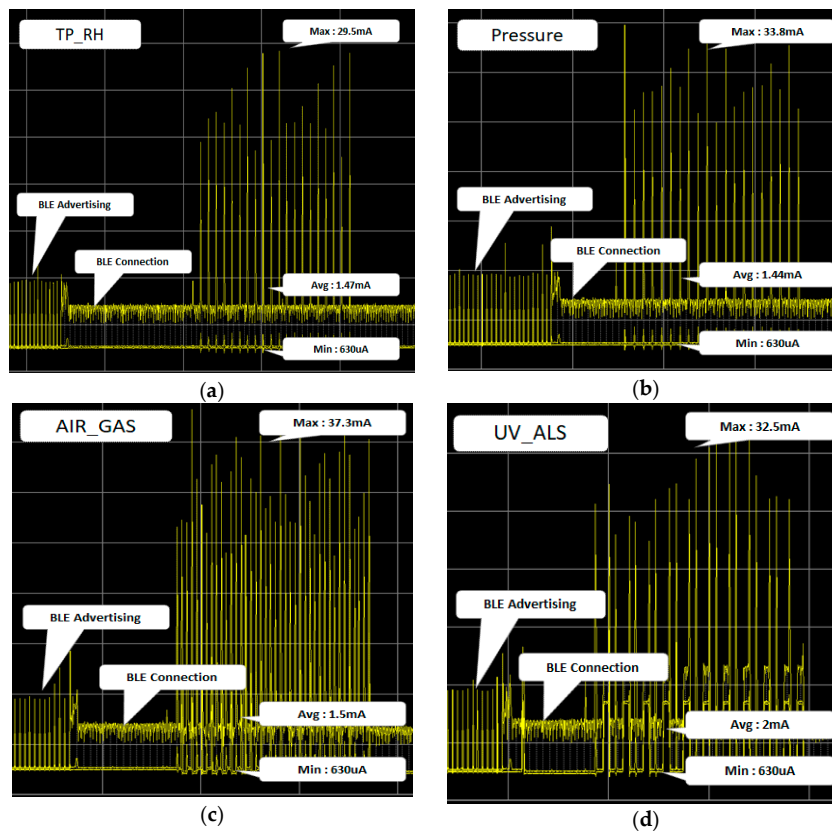 TP_RH
Max : 29.5mA
BLE Advertising
BLE Connection
Avg : 1.47mA
Min : 630uA
(a)
Pressure
Max : 33.8mA
BLE Advertising
BLE Connection
Avg : 1.44mA
Min : 630uA
(b)
AIR_GAS
Max : 37.3mA
BLE Advertising
BLE Connection
Avg : 1.5mA
Min : 630uA
(c)
UV_ALS
Max : 32.5mA
BLE Advertising
BLE Connection
Avg : 2mA
Min : 630uA
(d)